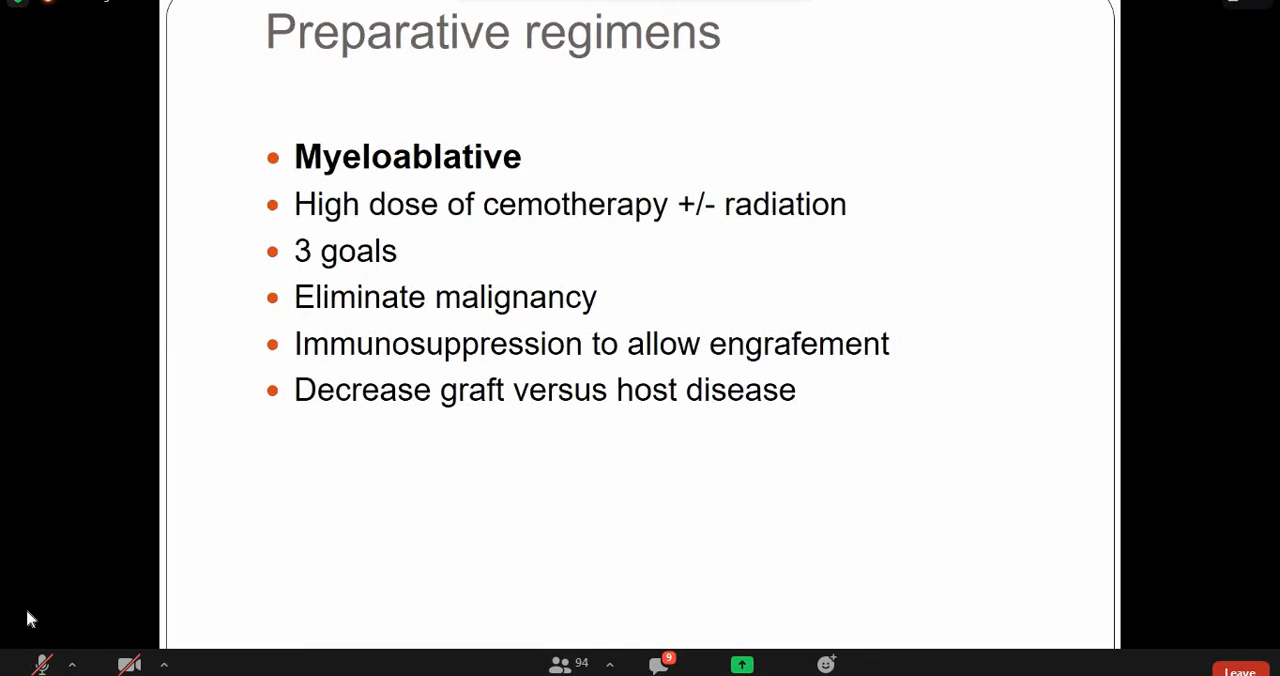 Preparative regimens
• Myeloablative
• High dose of cemotherapy +/- radiation
• 3 goals
• Eliminate malignancy
• Immunosuppression to allow engrafement
• Decrease graft versus host disease
94
9
Leave